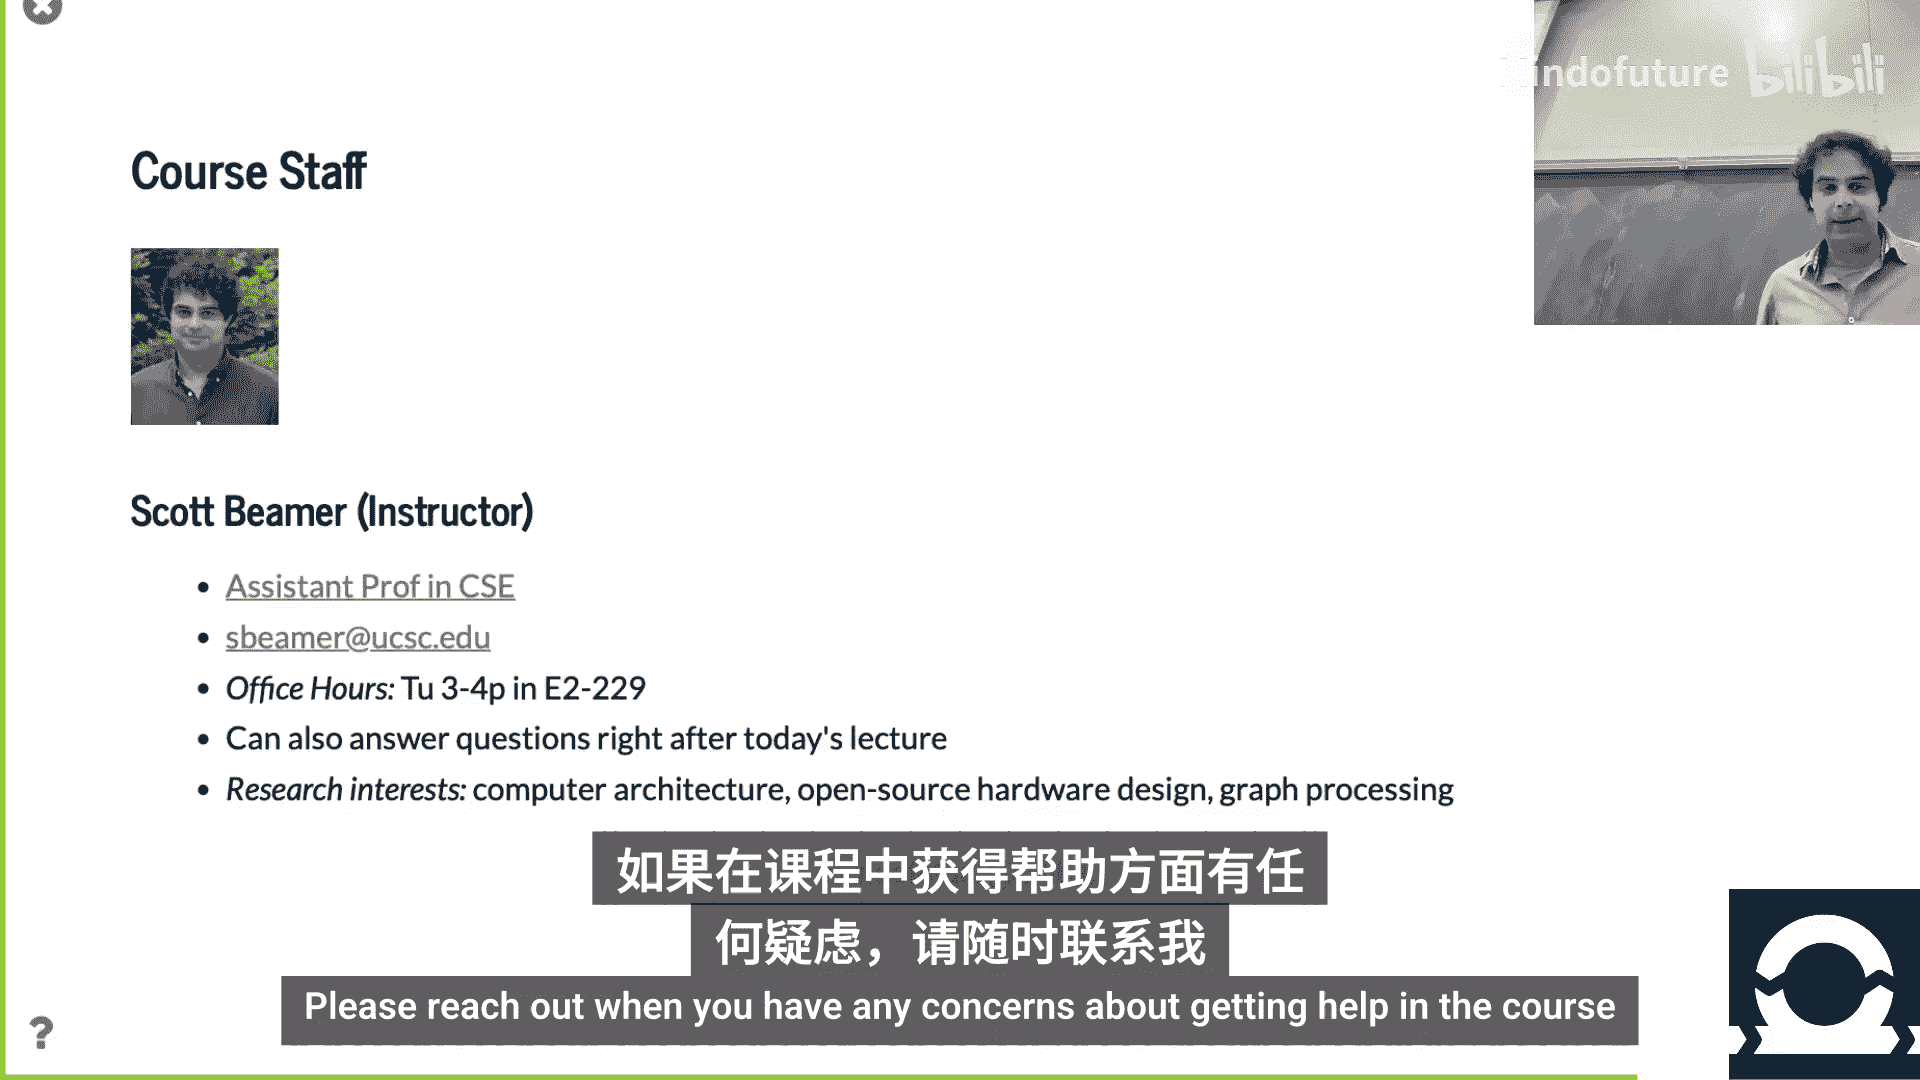 indofuture bilibili
Course Staff
Scott Beamer (Instructor)
Assistant Prof in CSE
sbeamer@ucsc.edu
Office Hours: Tu 3-4p in E2-229
Can also answer questions right after today's lecture
Research interests: computer architecture, open-source hardware design, graph processing
如果在课程中获得帮助方面有任
何疑虑，请随时联系我
Please reach out when you have any concerns about getting help in the course
?